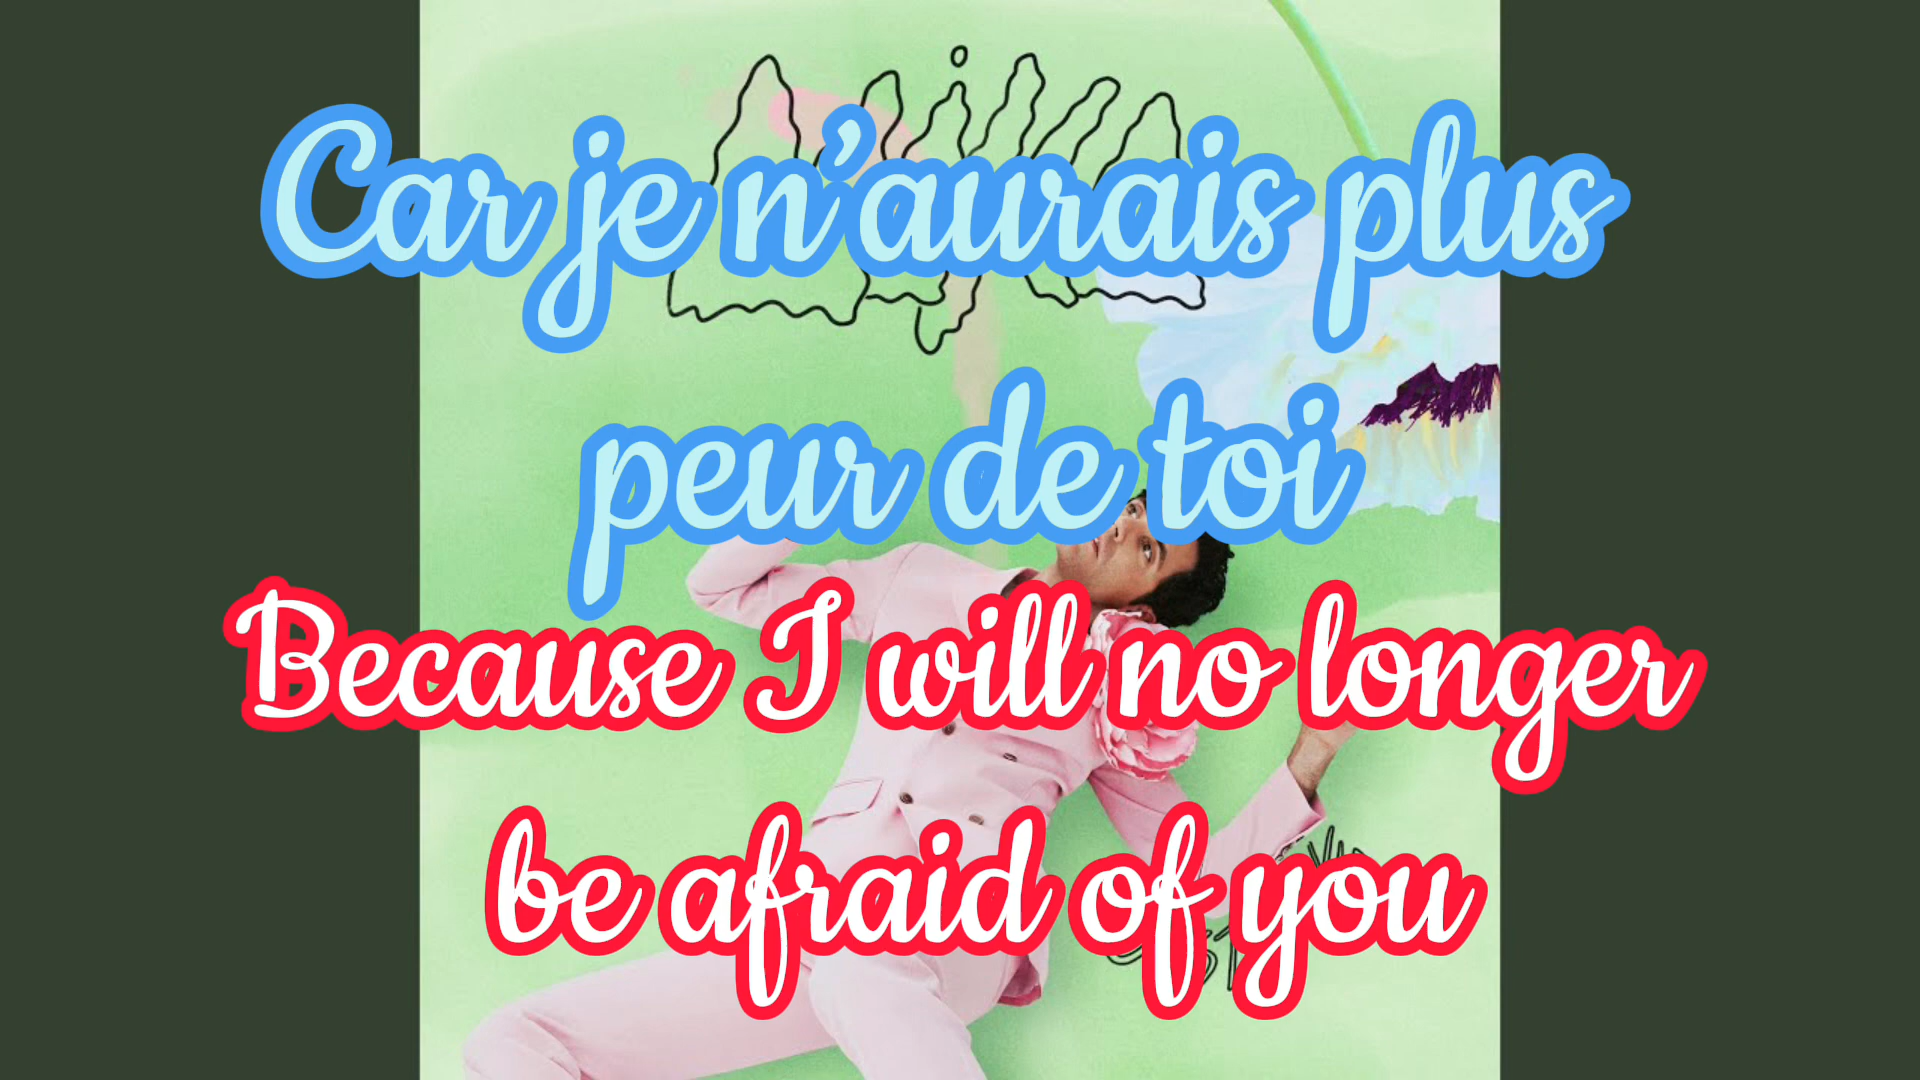 Car je n'aurais plus
peur de toi
Because I will no longer
be afraid of you